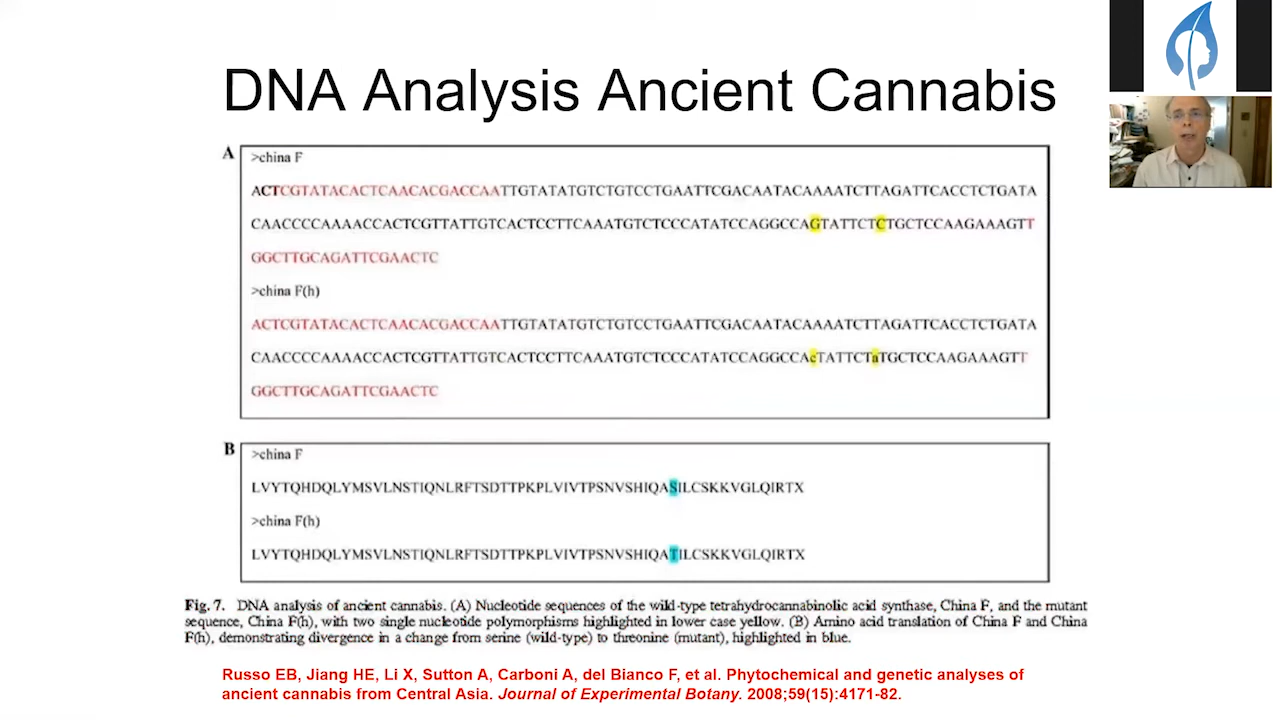 DNA Analysis Ancient Cannabis
A
>china F
ACTCGTATACACTCAACACGACCAATTGTATATGTCTGTCCTGAATTCGACAATACAAAATCTTAGATTCACCTCTGATA
CAACCCCAAAACCACTCGTTATTGTCACTCCTTCAAATGTCTCCCATATCCAGGCCAGTATTCTCTGCTCCAAGAAAGTT
GGCTTGCAGATTCGAACTC
>china F(h)
ACTCGTATACACTCAACACGACCAATTGTATATGTCTGTCCTGAATTCGACAATACAAAATCTTAGATTCACCTCTGATA
CAACCCCAAAACCACTCGTTATTGTCACTCCTTCAAATGTCTCCCATATCCAGGCCAcTATTCTaTGCTCCAAGAAAGTT
GGCTTGCAGATTCGAACTC
B
>china F
LVYTQHDQLYMSVLNSTIQNLRFTSDTTPKPLVIVTPSNVSHIQASILCSKKVGLQIRTX
>china F(h)
LVYTQHDQLYMSVLNSTIQNLRFTSDTTPKPLVIVTPSNVSHIQATILCSKKVGLQIRTX
Fig. 7. DNA analysis of ancient cannabis. (A) Nucleotide sequences of the wild-type tetrahydrocannabinolic acid synthase, China F, and the mutant
sequence, China F(h), with two single nucleotide polymorphisms highlighted in lower case yellow. (B) Amino acid translation of China F and China
F(h), demonstrating divergence in a change from serine (wild-type) to threonine (mutant), highlighted in blue.
Russo EB, Jiang HE, Li X, Sutton A, Carboni A, del Bianco F, et al. Phytochemical and genetic analyses of
ancient cannabis from Central Asia. Journal of Experimental Botany. 2008;59(15):4171-82.